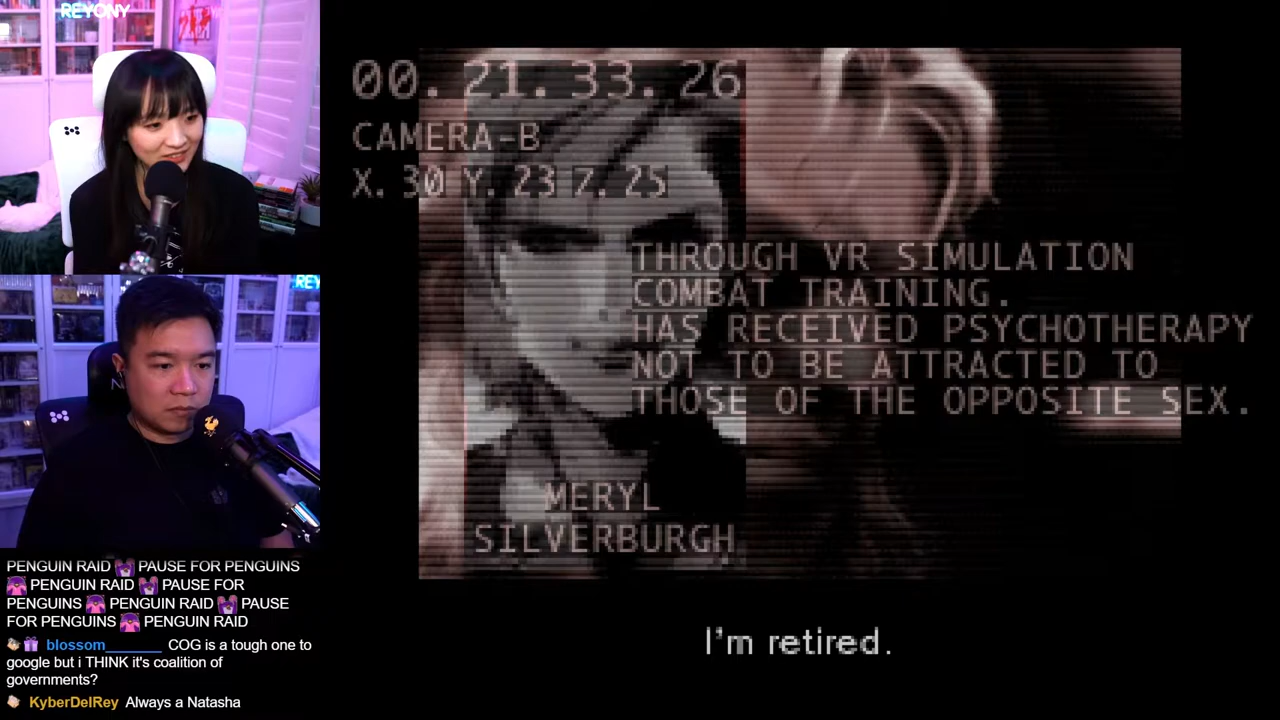 REYONY
REY
PENGUIN RAID PAUSE FOR PENGUINS
PENGUIN RAID PAUSE FOR
PENGUINS PENGUIN RAID PAUSE
FOR PENGUINS PENGUIN RAID
blossom_______ COG is a tough one to
google but i THINK it's coalition of
governments?
KyberDelRey Always a Natasha
00.21.33.26
CAMERA-B
X.30 Y.23 Z.25
THROUGH VR SIMULATION
COMBAT TRAINING.
HAS RECEIVED PSYCHOTHERAPY
NOT TO BE ATTRACTED TO
THOSE OF THE OPPOSITE SEX.
MERYL
SILVERBURGH
I'm retired.